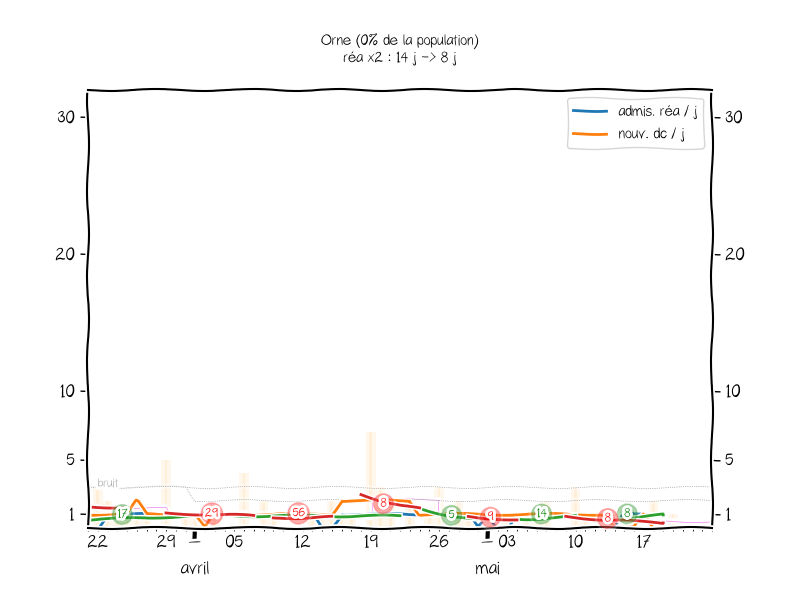 Orne (0% de la population)
réa x2 : 14 j -> 8 j
admis. réa / j
nouv. dc / j
30 30
20 20
10 10
5 5
bruit
1 1
17 29 56 8 5 9 14 8 8
22 29 05 12 19 26 03 10 17
avril mai